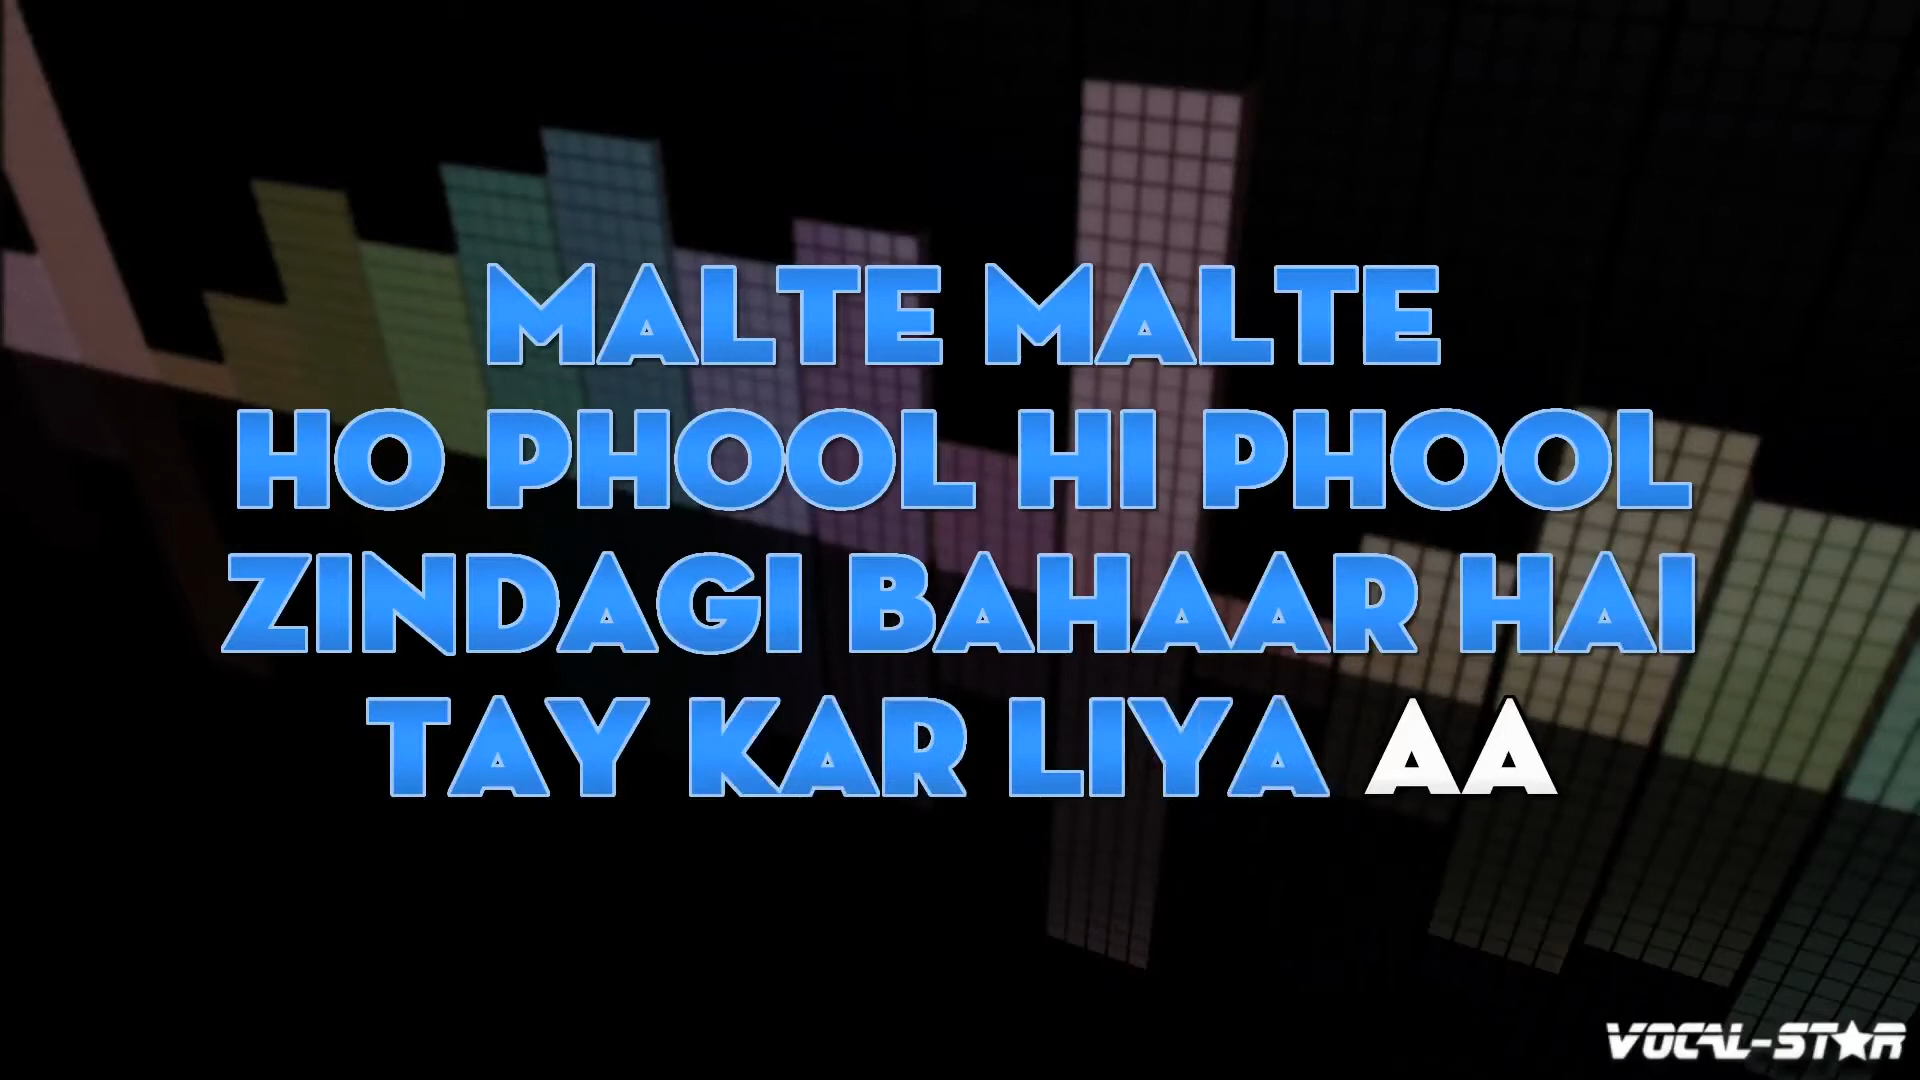 MALTE MALTE
HO PHOOL HI PHOOL
ZINDAGI BAHAAR HAI
TAY KAR LIYA AA
VOCAL-STAR